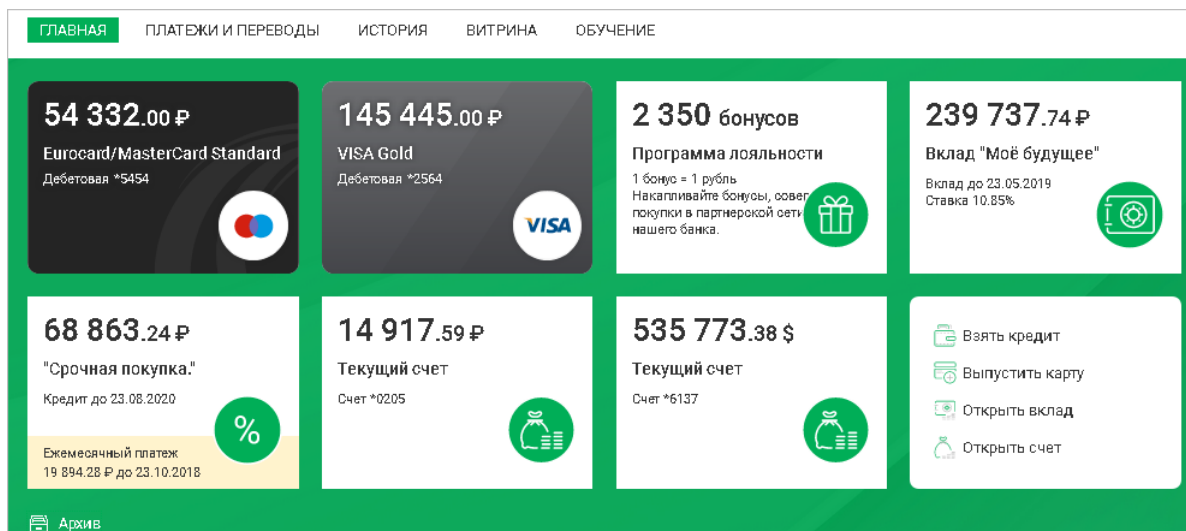 ГЛАВНАЯ ПЛАТЕЖИ И ПЕРЕВОДЫ ИСТОРИЯ ВИТРИНА ОБУЧЕНИЕ
54 332.00 ₽
Eurocard/MasterCard Standard
Дебетовая *5454
145 445.00 ₽
VISA Gold
Дебетовая *2564
VISA
2 350 бонусов
Программа лояльности
1 бонус = 1 рубль
Накапливайте бонусы,
покупки в партнерской
нашего банка.
239 737.74 ₽
Вклад "Моё будущее"
Вклад до 23.05.2019
Ставка 10.85%
68 863.24 ₽
"Срочная покупка."
Кредит до 23.08.2020
%
Ежемесячный платеж
19 894.28 ₽ до 23.10.2018
14 917.59 ₽
Текущий счет
Счет *0205
535 773.38 $
Текущий счет
Счет *6137
Взять кредит
Выпустить карту
Открыть вклад
Открыть счет
Архив